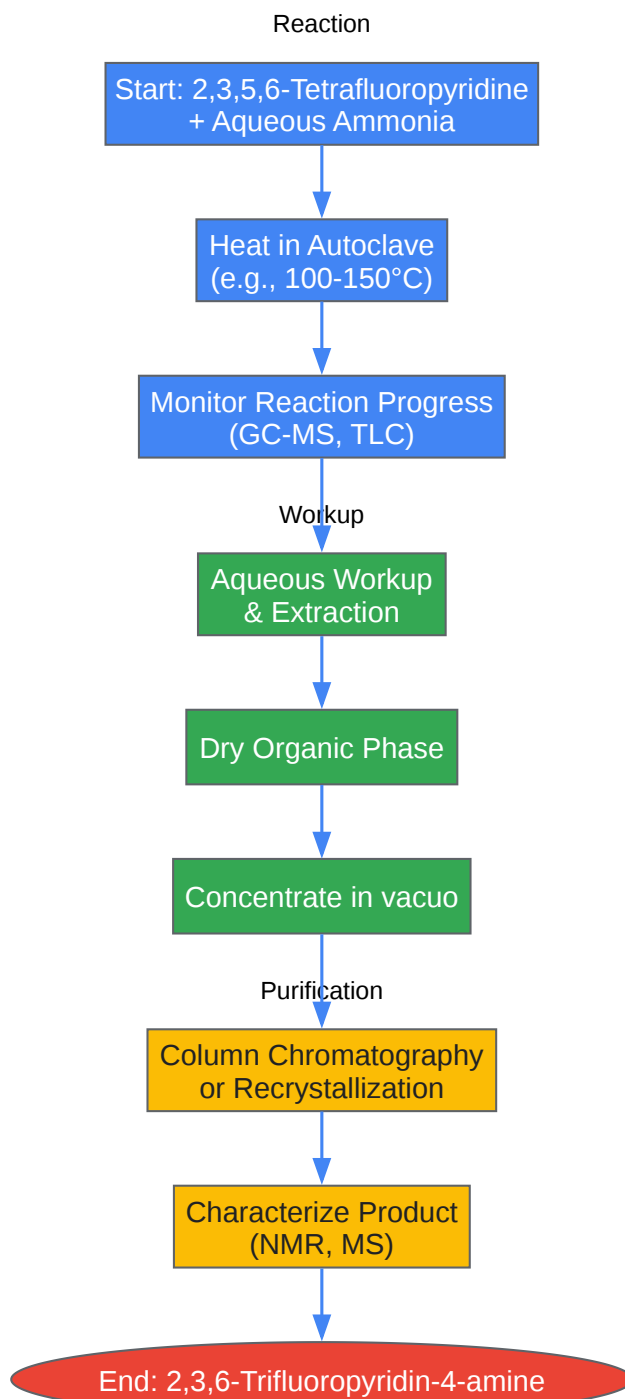 Reaction
Start: 2,3,5,6-Tetrafluoropyridine
+ Aqueous Ammonia
Heat in Autoclave
(e.g., 100-150°C)
Monitor Reaction Progress
(GC-MS, TLC)
Workup
Aqueous Workup
& Extraction
Dry Organic Phase
Concentrate in vacuo
Purification
Column Chromatography
or Recrystallization
Characterize Product
(NMR, MS)
End: 2,3,6-Trifluoropyridin-4-amine